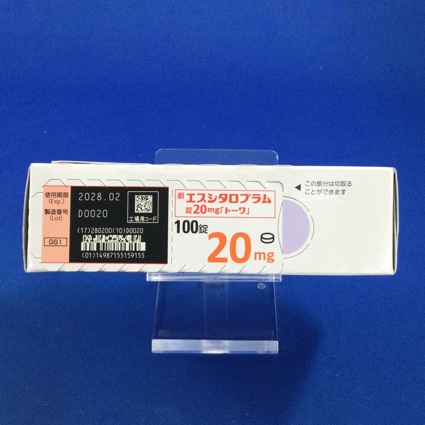 使用期限
(Exp.)
2028.02
製造番号
(Lot)
D0020
工場用コード
GS1
(17)280200(10)D0020
(01)14987155159155
劇 エスシタロプラム
錠20mg「トーワ」
100錠
20mg
この部分は切取る
ことができます